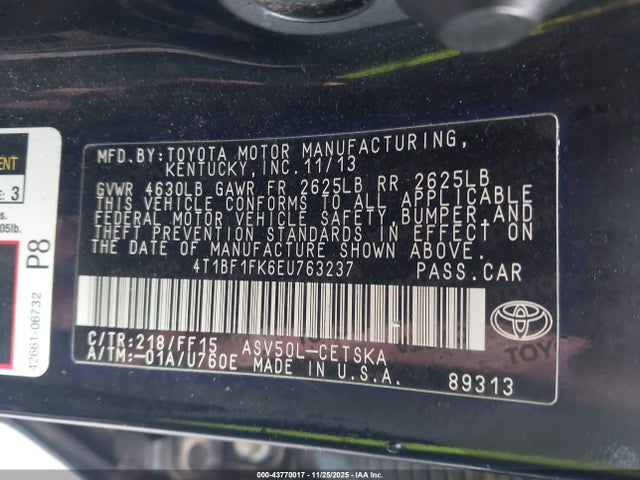 MFD.BY:TOYOTA MOTOR MANUFACTURING,
KENTUCKY,INC.11/13
GVWR 4630LB GAWR FR 2625LB RR 2625LB
THIS VEHICLE CONFORMS TO ALL APPLICABLE
FEDERAL MOTOR VEHICLE SAFETY,BUMPER,AND
THEFT PREVENTION STANDARDS IN EFFECT ON
THE DATE OF MANUFACTURE SHOWN ABOVE.
4T1BF1FK6EU763237 PASS.CAR
C/TR:218/FF15 ASV50L-CETSKA
A/TM:-01A/U760E MADE IN U.S.A.
89313
TOYOTA
: 3
s.
05lb.
P8
42661-06732
000-43770017 - 11/25/2025 - IAA Inc.